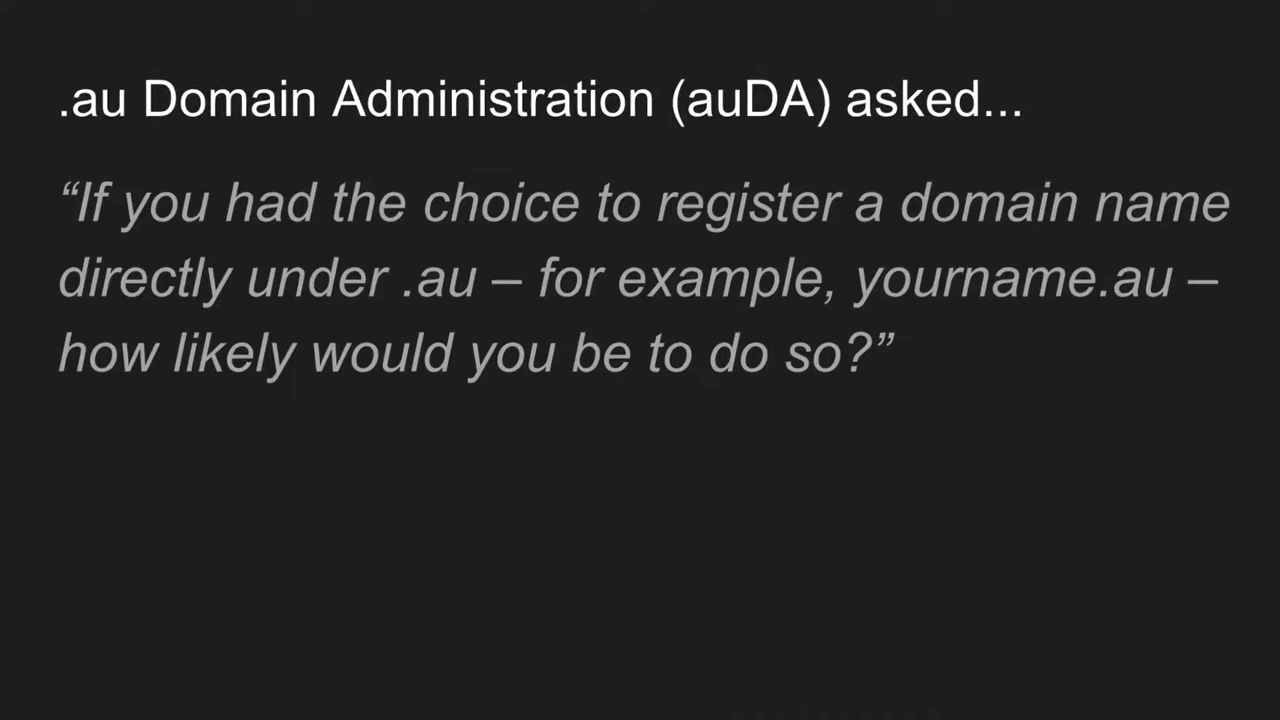 .au Domain Administration (auDA) asked...
“If you had the choice to register a domain name
directly under .au – for example, yourname.au –
how likely would you be to do so?”